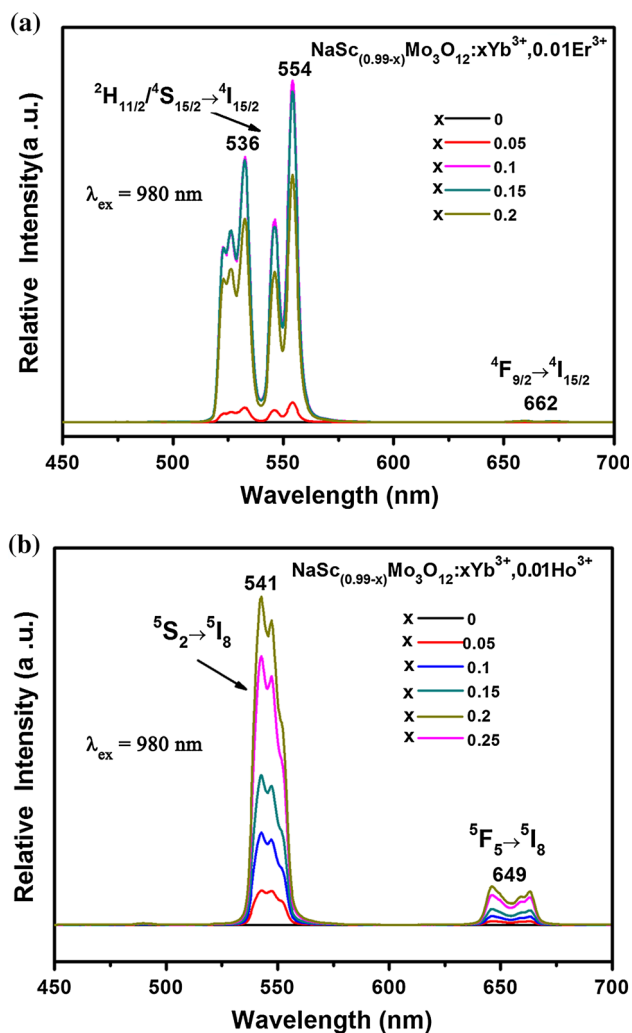 (a)
NaSc(0.99-x)Mo3O12:xYb3+,0.01Er3+
554
2H11/2/4S15/2→4I15/2
536
λex = 980 nm
x 0
x 0.05
x 0.1
x 0.15
x 0.2
4F9/2→4I15/2
662
Relative Intensity(a .u.)
450 500 550 600 650 700
Wavelength (nm)
(b)
NaSc(0.99-x)Mo3O12:xYb3+,0.01Ho3+
541
5S2→5I8
λex = 980 nm
x 0
x 0.05
x 0.1
x 0.15
x 0.2
x 0.25
5F5→5I8
649
Relative Intensity (a .u.)
450 500 550 600 650 700
Wavelength (nm)